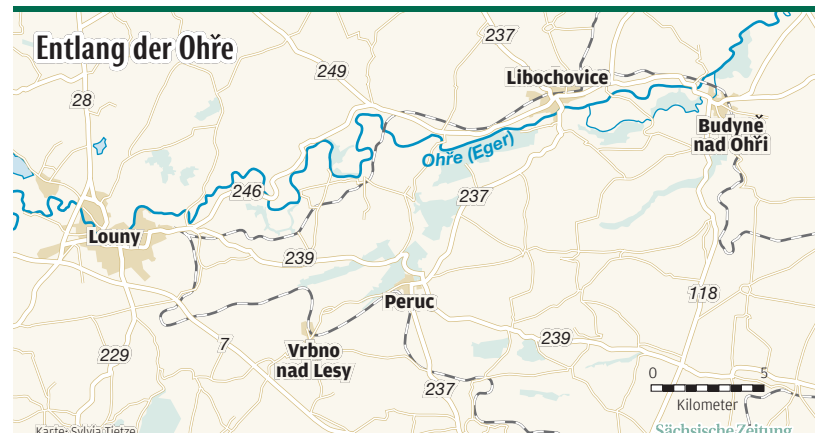 Entlang der Ohře
237
249
28
Libochovice
Budyně
nad Ohři
Ohře (Eger)
246
237
Louny
239
Peruc
118
7
229
Vrbno
nad Lesy
239
237
0 5
Kilometer
Karte: Sylvia Tietze
Sächsische Zeitung